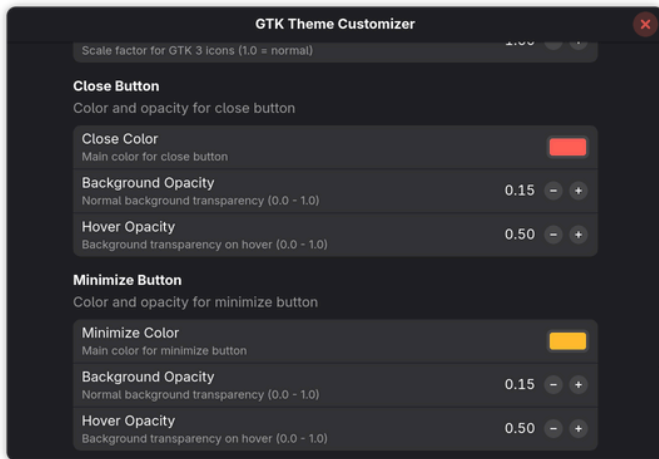 GTK Theme Customizer
Scale factor for GTK 3 icons (1.0 = normal)
Close Button
Color and opacity for close button
Close Color
Main color for close button
Background Opacity
Normal background transparency (0.0 - 1.0)
0.15 − +
Hover Opacity
Background transparency on hover (0.0 - 1.0)
0.50 − +
Minimize Button
Color and opacity for minimize button
Minimize Color
Main color for minimize button
Background Opacity
Normal background transparency (0.0 - 1.0)
0.15 − +
Hover Opacity
Background transparency on hover (0.0 - 1.0)
0.50 − +